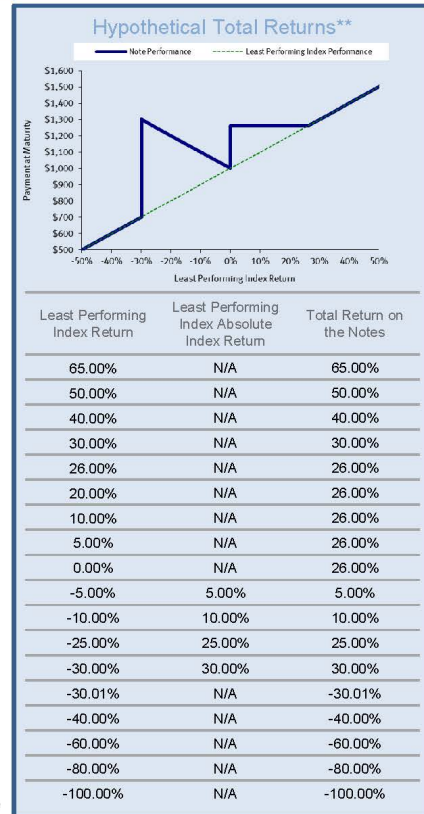 Hypothetical Total Returns**
Note Performance Least Performing Index Performance
Payment at Maturity
$1,600
$1,500
$1,400
$1,300
$1,200
$1,100
$1,000
$900
$800
$700
$600
$500
-50% -40% -30% -20% -10% 0% 10% 20% 30% 40% 50%
Least Performing Index Return
Least Performing Index Return Least Performing Index Absolute Index Return Total Return on the Notes
65.00% N/A 65.00%
50.00% N/A 50.00%
40.00% N/A 40.00%
30.00% N/A 30.00%
26.00% N/A 26.00%
20.00% N/A 26.00%
10.00% N/A 26.00%
5.00% N/A 26.00%
0.00% N/A 26.00%
-5.00% 5.00% 5.00%
-10.00% 10.00% 10.00%
-25.00% 25.00% 25.00%
-30.00% 30.00% 30.00%
-30.01% N/A -30.01%
-40.00% N/A -40.00%
-60.00% N/A -60.00%
-80.00% N/A -80.00%
-100.00% N/A -100.00%